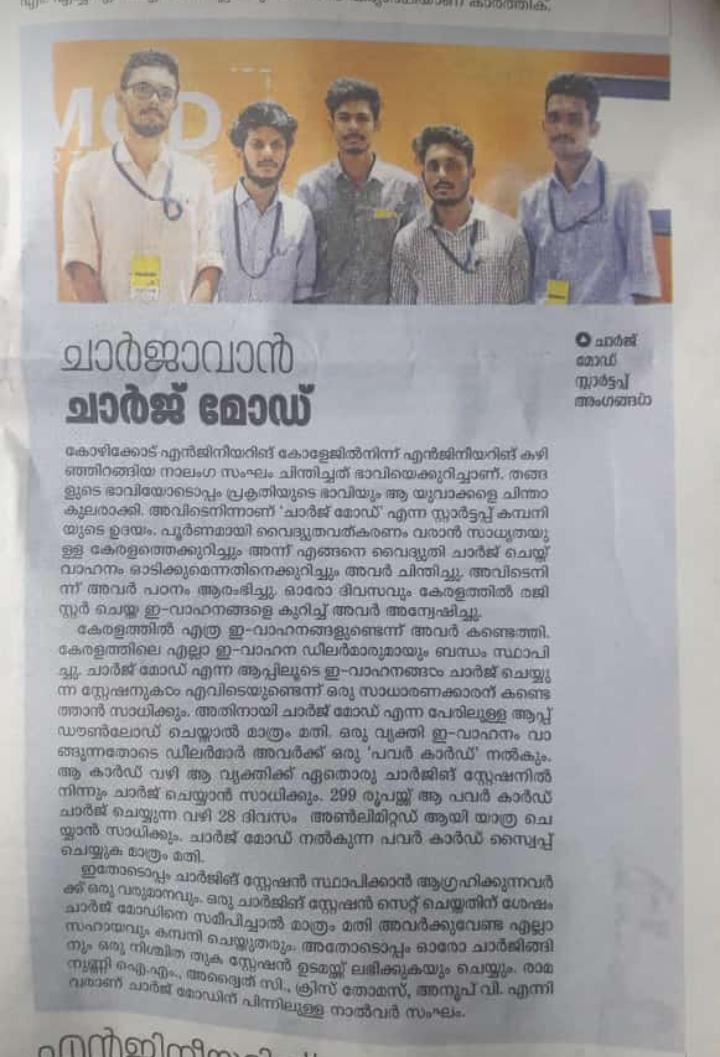 MOD
ചാർജാവാൻ
ചാർജ് മോഡ്
ചാർജ്
മോഡ്
സ്റ്റാർട്ടപ്പ്
അംഗങ്ങൾ
കോഴിക്കോട് എൻജിനീയറിങ് കോളേജിൽനിന്ന് എൻജിനീയറിങ് കഴി
ഞ്ഞിറങ്ങിയ നാലംഗ സംഘം ചിന്തിച്ചത് ഭാവിയെക്കുറിച്ചാണ്. തങ്ങ
ളുടെ ഭാവിയോടൊപ്പം പ്രകൃതിയുടെ ഭാവിയും ആ യുവാക്കളെ ചിന്താ
കുലരാക്കി. അവിടെനിന്നാണ് 'ചാർജ് മോഡ്' എന്ന സ്റ്റാർട്ടപ്പ് കമ്പനി
യുടെ ഉദയം. പൂർണമായി വൈദ്യുതവത്കരണം വരാൻ സാധ്യതയു
ള്ള കേരളത്തെക്കുറിച്ചും അന്ന് എങ്ങനെ വൈദ്യുതി ചാർജ് ചെയ്ത്
വാഹനം ഓടിക്കുമെന്നതിനെക്കുറിച്ചും അവർ ചിന്തിച്ചു. അവിടെനി
ന്ന് അവർ പഠനം ആരംഭിച്ചു. ഓരോ ദിവസവും കേരളത്തിൽ രജി
സ്റ്റർ ചെയ്ത ഇ-വാഹനങ്ങളെ കുറിച്ച് അവർ അന്വേഷിച്ചു.
കേരളത്തിൽ എത്ര ഇ-വാഹനങ്ങളുണ്ടെന്ന് അവർ കണ്ടെത്തി.
കേരളത്തിലെ എല്ലാ ഇ-വാഹന ഡീലർമാരുമായും ബന്ധം സ്ഥാപി
ച്ചു. ചാർജ് മോഡ് എന്ന ആപ്പിലൂടെ ഇ-വാഹനങ്ങൾ ചാർജ് ചെയ്യു
ന്ന സ്റ്റേഷനുകൾ എവിടെയുണ്ടെന്ന് ഒരു സാധാരണക്കാരന് കണ്ടെ
ത്താൻ സാധിക്കും. അതിനായി ചാർജ് മോഡ് എന്ന പേരിലുള്ള ആപ്പ്
ഡൗൺലോഡ് ചെയ്താൽ മാത്രം മതി. ഒരു വ്യക്തി ഇ-വാഹനം വാ
ങ്ങുന്നതോടെ ഡീലർമാർ അവർക്ക് ഒരു 'പവർ കാർഡ്' നൽകും.
ആ കാർഡ് വഴി ആ വ്യക്തിക്ക് ഏതൊരു ചാർജിങ് സ്റ്റേഷനിൽ
നിന്നും ചാർജ് ചെയ്യാൻ സാധിക്കും. 299 രൂപയ്ക്ക് ആ പവർ കാർഡ്
ചാർജ് ചെയ്യുന്ന വഴി 28 ദിവസം അൺലിമിറ്റഡ് ആയി യാത്ര ചെ
യ്യാൻ സാധിക്കും. ചാർജ് മോഡ് നൽകുന്ന പവർ കാർഡ് സ്വൈപ്പ്
ചെയ്യുക മാത്രം മതി.
ഇതോടൊപ്പം ചാർജിങ് സ്റ്റേഷൻ സ്ഥാപിക്കാൻ ആഗ്രഹിക്കുന്നവർ
ക്ക് ഒരു വരുമാനവും. ഒരു ചാർജിങ് സ്റ്റേഷൻ സെറ്റ് ചെയ്തതിന് ശേഷം
ചാർജ് മോഡിനെ സമീപിച്ചാൽ മാത്രം മതി അവർക്കുവേണ്ട എല്ലാ
സഹായവും കമ്പനി ചെയ്തുതരും. അതോടൊപ്പം ഓരോ ചാർജിങ്ങി
നും ഒരു നിശ്ചിത തുക സ്റ്റേഷൻ ഉടമയ്ക്ക് ലഭിക്കുകയും ചെയ്യും. രാമ
നുണ്ണി ഐ.എം., അദ്വൈത് സി., ക്രിസ് തോമസ്, അനൂപ് വി. എന്നി
വരാണ് ചാർജ് മോഡിന് പിന്നിലുള്ള നാൽവർ സംഘം.